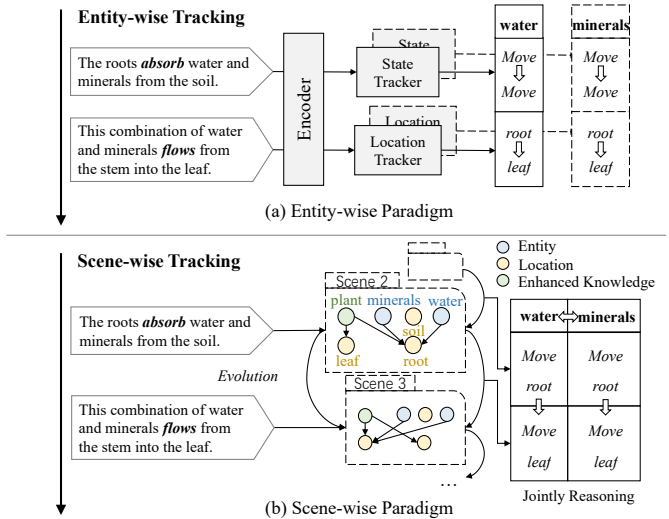 Entity-wise Tracking
The roots absorb water and
minerals from the soil.
This combination of water
and minerals flows from
the stem into the leaf.
Encoder
State
State
Tracker
Location
Location
Tracker
water
minerals
Move
Move
Move
Move
root
leaf
root
leaf
(a) Entity-wise Paradigm
Scene-wise Tracking
Entity
Location
Enhanced Knowledge
The roots absorb water and
minerals from the soil.
Evolution
This combination of water
and minerals flows from
the stem into the leaf.
Scene 2
plant minerals water
soil
leaf root
Scene 3
...
water minerals
Move Move
root root
Move Move
leaf leaf
Jointly Reasoning
(b) Scene-wise Paradigm